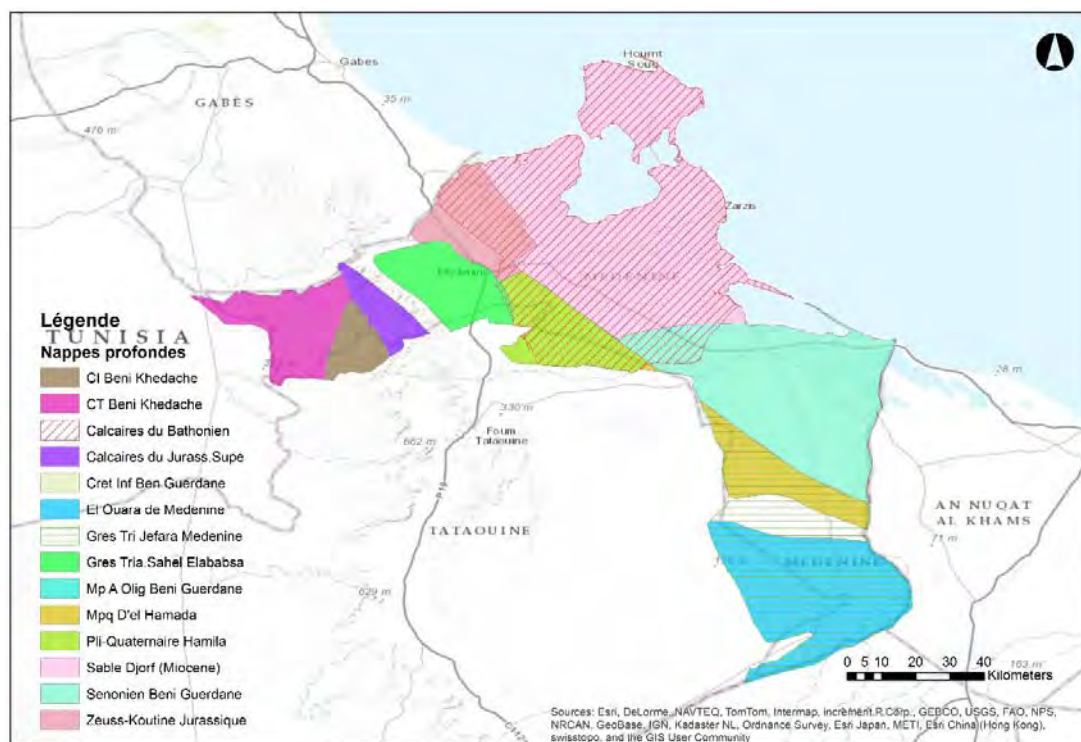 Houmt
Souq
Gabes
GABÈS
35 m
476 m
Zarzis
MEDENINE
Légende
TUNISIA
Nappes profondes
CI Beni Khedache
CT Beni Khedache
Calcaires du Bathonien
Calcaires du Jurass.Supe
Cret Inf Ben Guerdane
El Ouara de Medenine
Gres Tri Jefara Medenine
Gres Tria Sahel Elababsa
Mp A Olig Beni Guerdane
Mpq D'el Hamada
Pli-Quaternaire Hamila
Sable Djorf (Miocene)
Senonien Beni Guerdane
Zeuss-Koutine Jurassique
28 m
330 m
Foum
Tataouine
662 m
P19
AN NUQAT
AL KHAMS
TATAOUINE
71 m
MEDENINE
629 m
163 m
0 5 10 20 30 40
Kilometers
Sources: Esri, DeLorme, NAVTEQ, TomTom, Intermap, increment P Corp., GEBCO, USGS, FAO, NPS,
NRCAN, GeoBase, IGN, Kadaster NL, Ordnance Survey, Esri Japan, METI, Esri China (Hong Kong),
swisstopo, and the GIS User Community